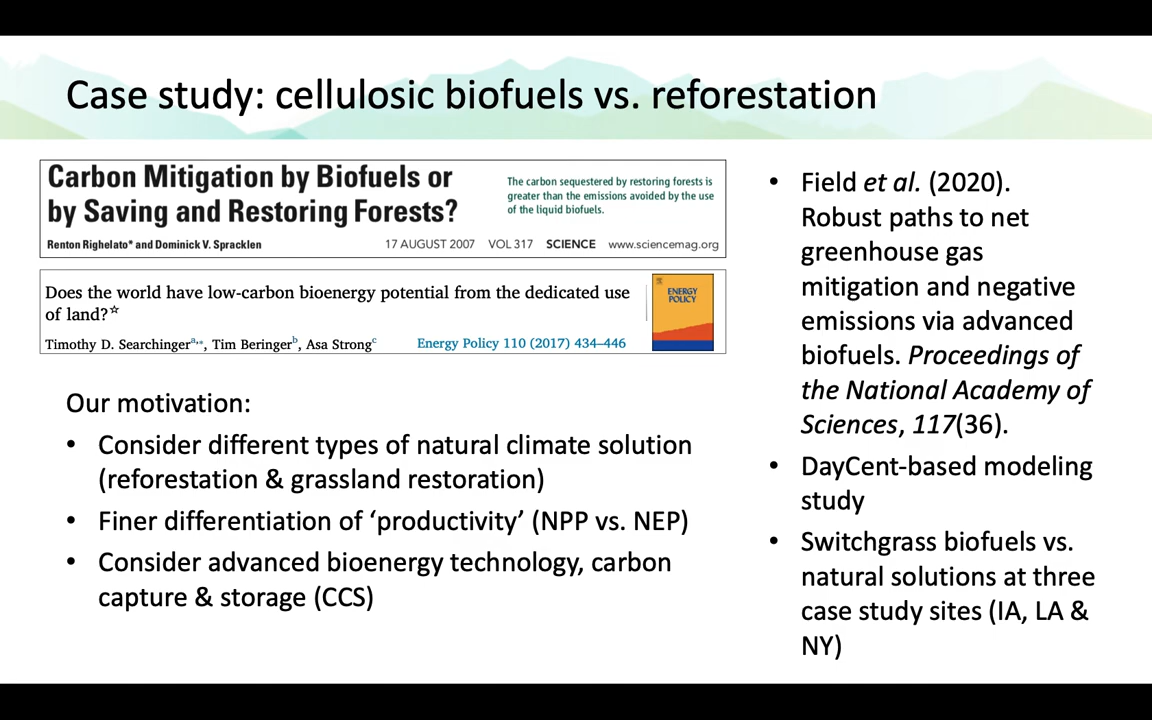 Case study: cellulosic biofuels vs. reforestation
Carbon Mitigation by Biofuels or
by Saving and Restoring Forests?
The carbon sequestered by restoring forests is
greater than the emissions avoided by the use
of the liquid biofuels.
Renton Righelato* and Dominick V. Spracklen
17 AUGUST 2007 VOL 317 SCIENCE www.sciencemag.org
Does the world have low-carbon bioenergy potential from the dedicated use
of land?☆
Timothy D. Searchingerᵃ·*, Tim Beringerᵇ, Asa Strongᶜ
Energy Policy 110 (2017) 434–446
ENERGY
POLICY
Our motivation:
• Consider different types of natural climate solution
(reforestation & grassland restoration)
• Finer differentiation of ‘productivity’ (NPP vs. NEP)
• Consider advanced bioenergy technology, carbon
capture & storage (CCS)
• Field et al. (2020).
Robust paths to net
greenhouse gas
mitigation and negative
emissions via advanced
biofuels. Proceedings of
the National Academy of
Sciences, 117(36).
• DayCent-based modeling
study
• Switchgrass biofuels vs.
natural solutions at three
case study sites (IA, LA &
NY)